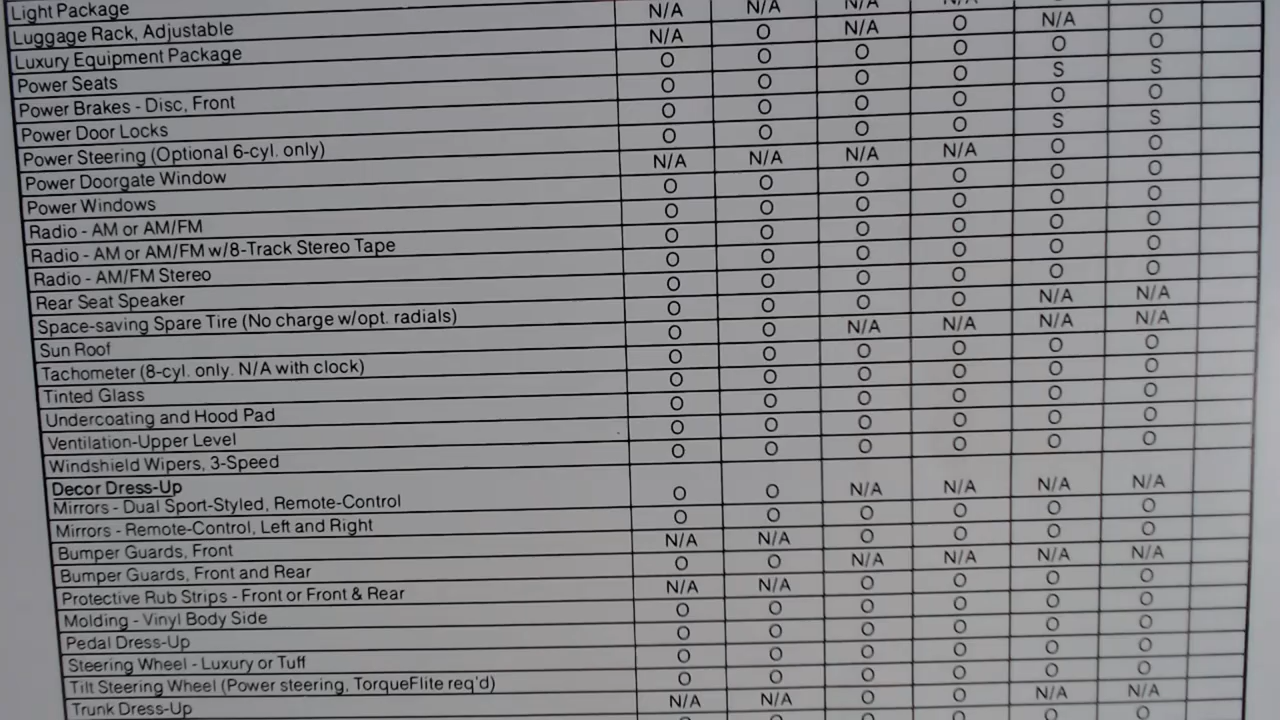 Light Package
Luggage Rack, Adjustable N/A N/A N/A N/A
Luxury Equipment Package N/A O N/A O N/A O
Power Seats O O O O O O
Power Brakes - Disc, Front O O O O S S
Power Door Locks O O O O O O
Power Steering (Optional 6-cyl. only) O O O O S S
Power Doorgate Window N/A N/A N/A N/A O O
Power Windows O O O O O O
Radio - AM or AM/FM O O O O O O
Radio - AM or AM/FM w/8-Track Stereo Tape O O O O O O
Radio - AM/FM Stereo O O O O O O
Rear Seat Speaker O O O O O O
Space-saving Spare Tire (No charge w/opt. radials) O O O O N/A N/A
Sun Roof O O N/A N/A N/A N/A
Tachometer (8-cyl. only. N/A with clock) O O O O O O
Tinted Glass O O O O O O
Undercoating and Hood Pad O O O O O O
Ventilation-Upper Level O O O O O O
Windshield Wipers, 3-Speed O O O O O O
Decor Dress-Up
Mirrors - Dual Sport-Styled, Remote-Control O O N/A N/A N/A N/A
Mirrors - Remote-Control, Left and Right O O O O O O
Bumper Guards, Front N/A N/A O O O O
Bumper Guards, Front and Rear O O N/A N/A N/A N/A
Protective Rub Strips - Front or Front & Rear N/A N/A O O O O
Molding - Vinyl Body Side O O O O O O
Pedal Dress-Up O O O O O O
Steering Wheel - Luxury or Tuff O O O O O O
Tilt Steering Wheel (Power steering, TorqueFlite req'd) O O O O O O
Trunk Dress-Up N/A N/A O O N/A N/A